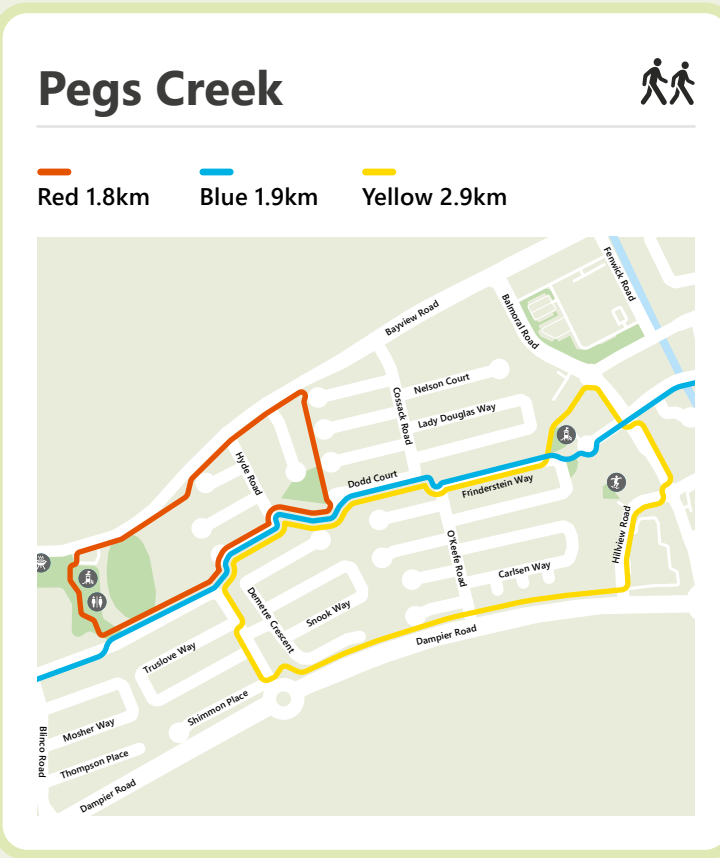 Pegs Creek
Red 1.8km
Blue 1.9km
Yellow 2.9km
Fenwick Road
Bayview Road
Balmoral Road
Nelson Court
Cossack Road
Lady Douglas Way
Hyde Road
Dodd Court
Frinderstein Way
O'Keefe Road
Hillview Road
Carlsen Way
Demetre Crescent
Snook Way
Dampier Road
Truslove Way
Shimmon Place
Mosher Way
Blinco Road
Thompson Place
Dampier Road